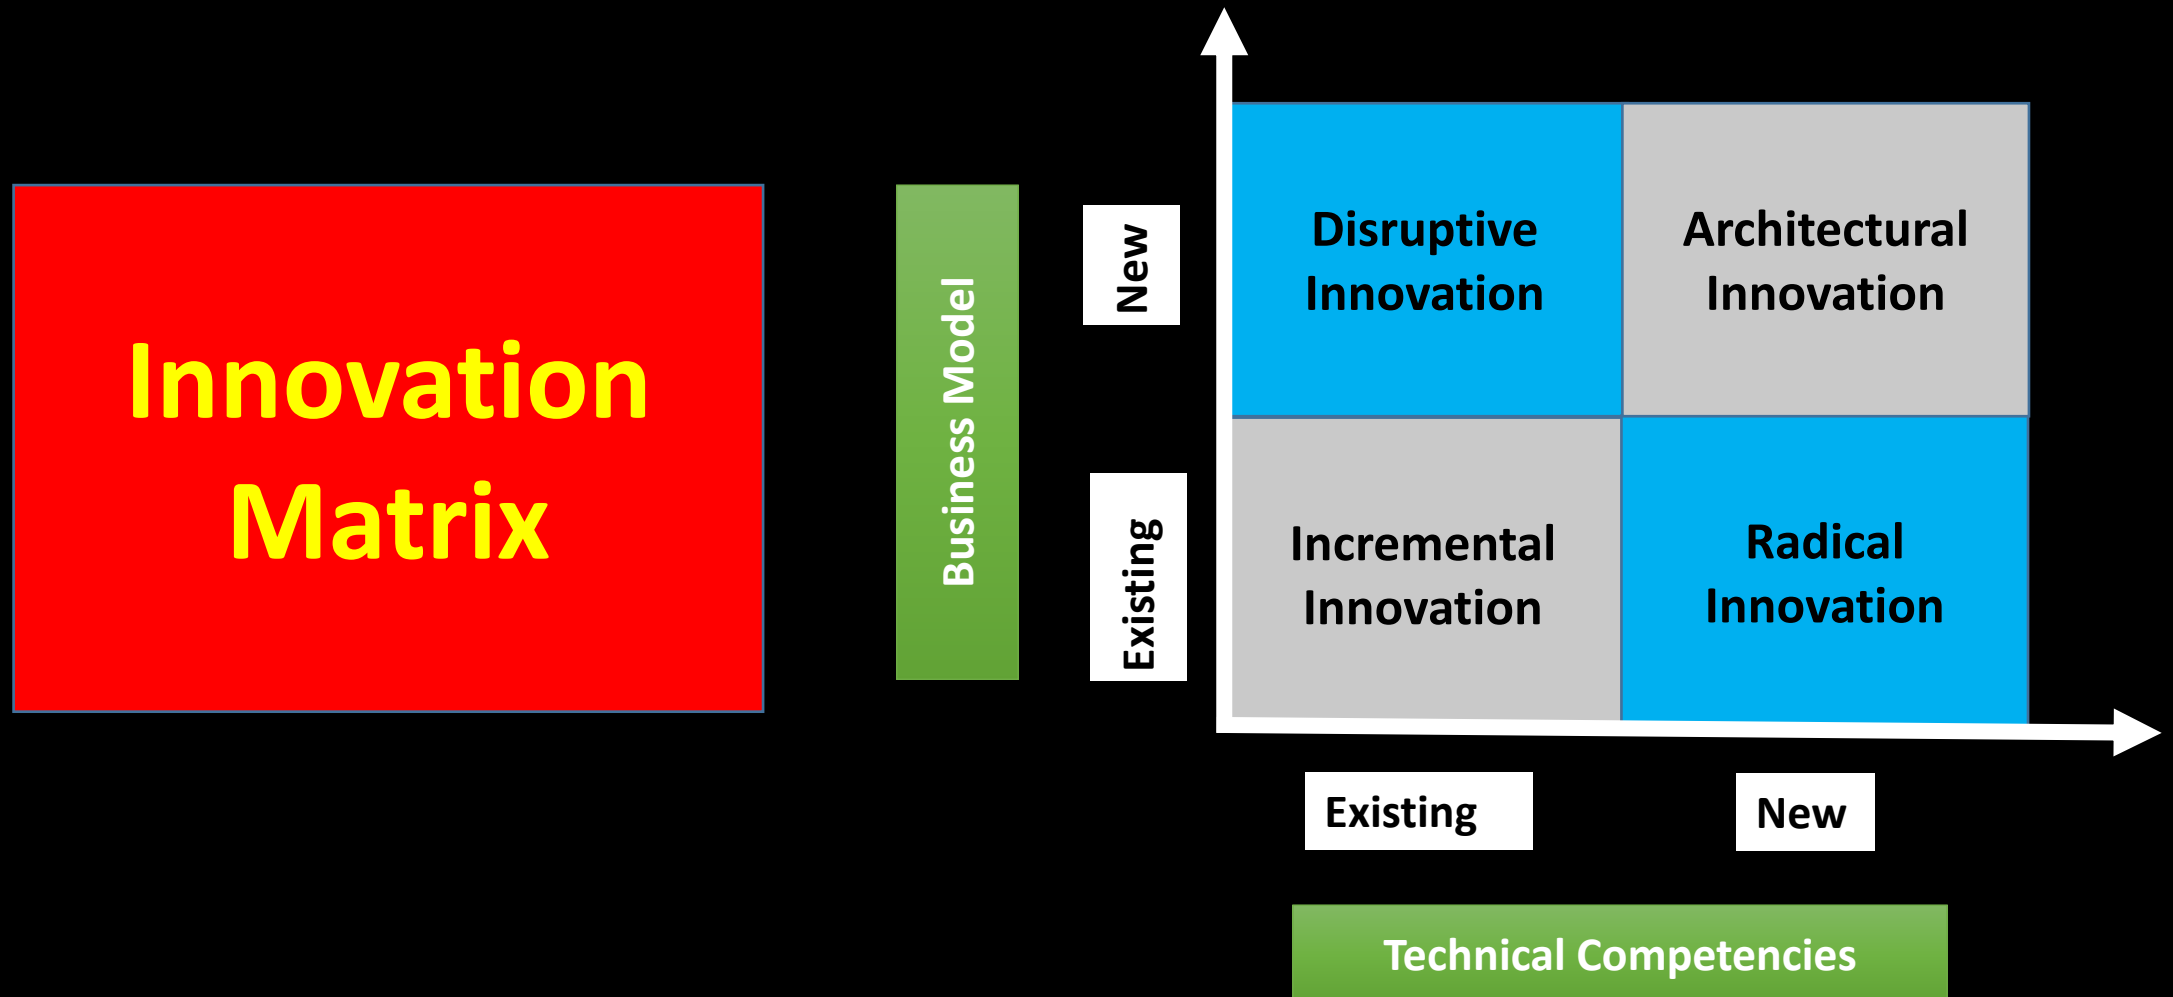 Innovation
Matrix
Business Model
New
Existing
Disruptive
Innovation
Architectural
Innovation
Incremental
Innovation
Radical
Innovation
Existing
New
Technical Competencies